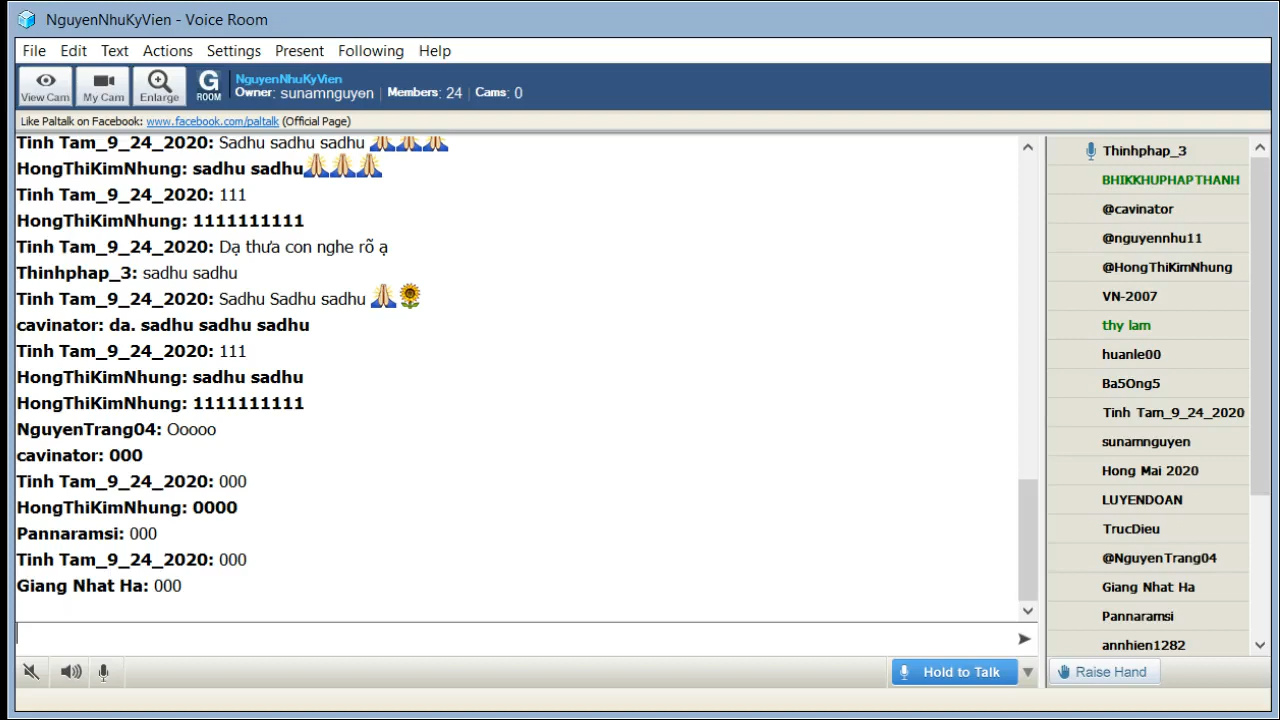 NguyenNhuKyVien - Voice Room
File Edit Text Actions Settings Present Following Help
View Cam My Cam Enlarge G ROOM
NguyenNhuKyVien
Owner: sunamnguyen Members: 24 Cams: 0
Like Paltalk on Facebook: www.facebook.com/paltalk (Official Page)
Tinh Tam_9_24_2020: Sadhu sadhu sadhu 🙏🙏🙏
HongThiKimNhung: sadhu sadhu🙏🙏🙏
Tinh Tam_9_24_2020: 111
HongThiKimNhung: 1111111111
Tinh Tam_9_24_2020: Dạ thưa con nghe rõ ạ
Thinhphap_3: sadhu sadhu
Tinh Tam_9_24_2020: Sadhu Sadhu sadhu 🙏🌻
cavinator: da. sadhu sadhu sadhu
Tinh Tam_9_24_2020: 111
HongThiKimNhung: sadhu sadhu
HongThiKimNhung: 1111111111
NguyenTrang04: Ooooo
cavinator: 000
Tinh Tam_9_24_2020: 000
HongThiKimNhung: 0000
Pannaramsi: 000
Tinh Tam_9_24_2020: 000
Giang Nhat Ha: 000
Thinhphap_3
BHIKKHUPHAPTHANH
@cavinator
@nguyennhu11
@HongThiKimNhung
VN-2007
thy lam
huanle00
Ba5Ong5
Tinh Tam_9_24_2020
sunamnguyen
Hong Mai 2020
LUYENDOAN
TrucDieu
@NguyenTrang04
Giang Nhat Ha
Pannaramsi
annhien1282
Hold to Talk
Raise Hand